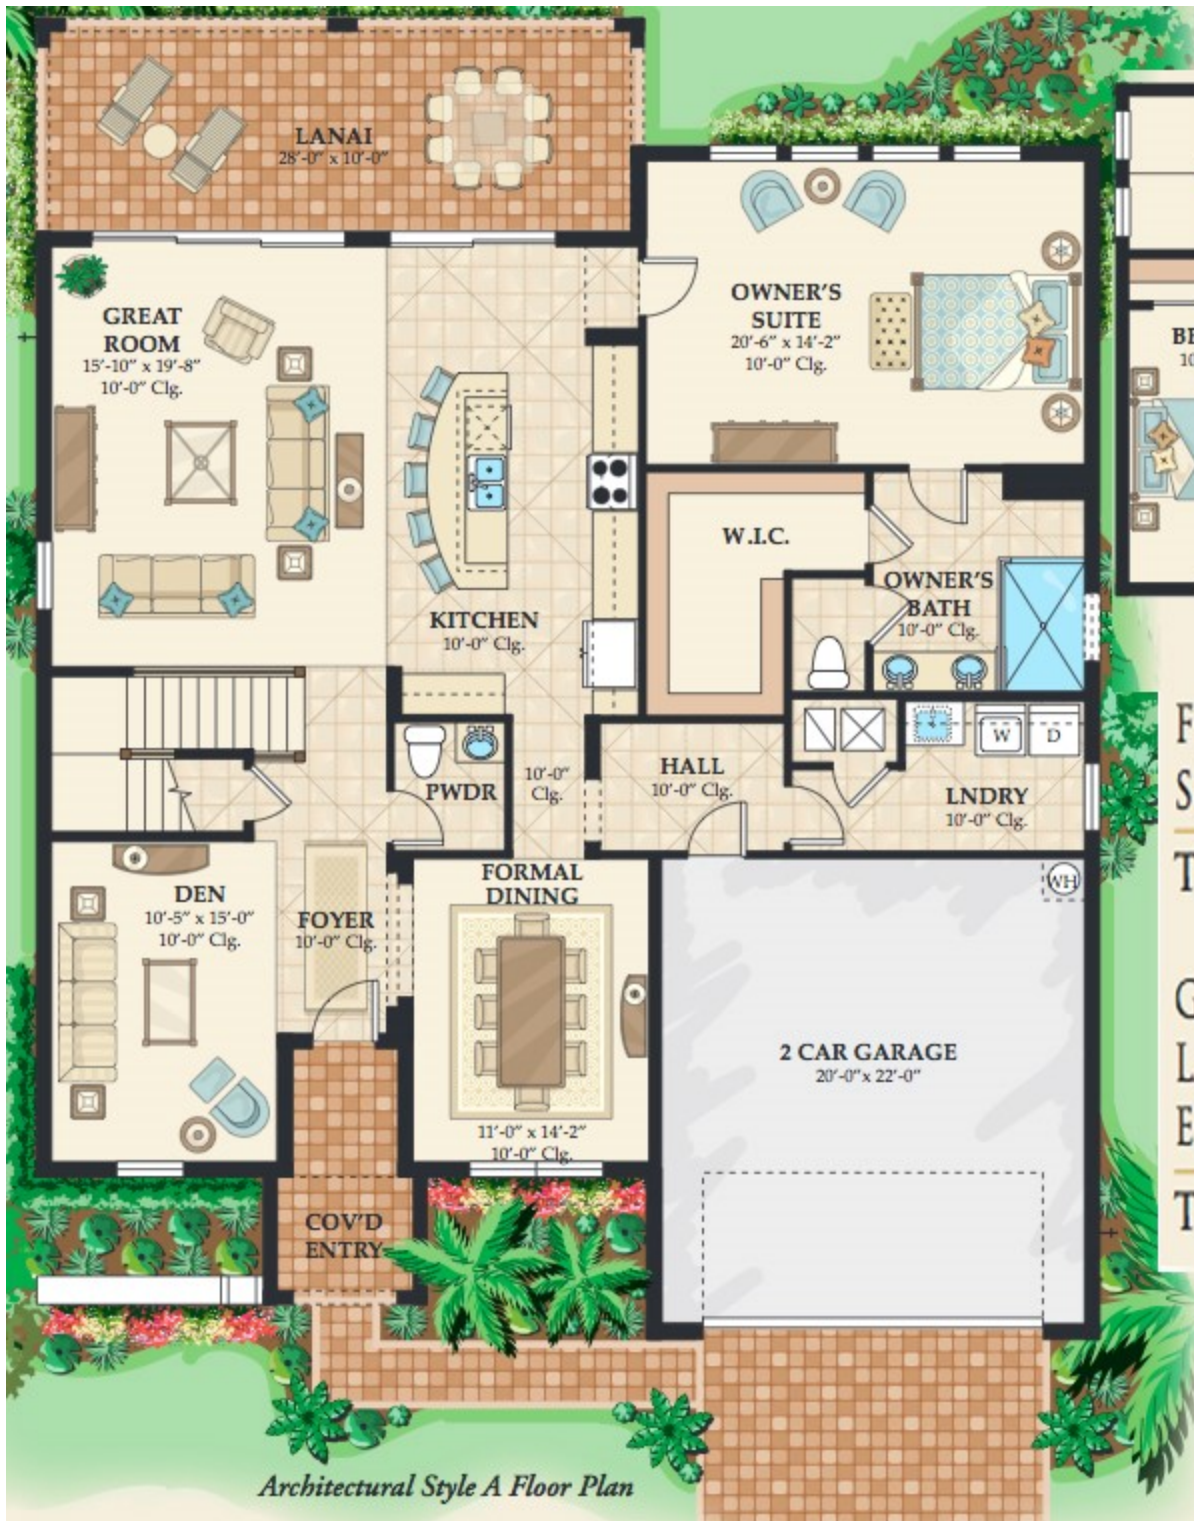 LANAI
28'-0" x 10'-0"
GREAT
ROOM
15'-10" x 19'-8"
10'-0" Clg.
OWNER'S
SUITE
20'-6" x 14'-2"
10'-0" Clg.
BE
10
W.I.C.
OWNER'S
BATH
10'-0" Clg.
KITCHEN
10'-0" Clg.
PWDR
10'-0"
Clg.
HALL
10'-0" Clg.
W
D
LNDRY
10'-0" Clg.
WH
DEN
10'-5" x 15'-0"
10'-0" Clg.
FOYER
10'-0" Clg.
FORMAL
DINING
11'-0" x 14'-2"
10'-0" Clg.
2 CAR GARAGE
20'-0" x 22'-0"
COV'D
ENTRY
F
S
T
G
L
E
T
Architectural Style A Floor Plan